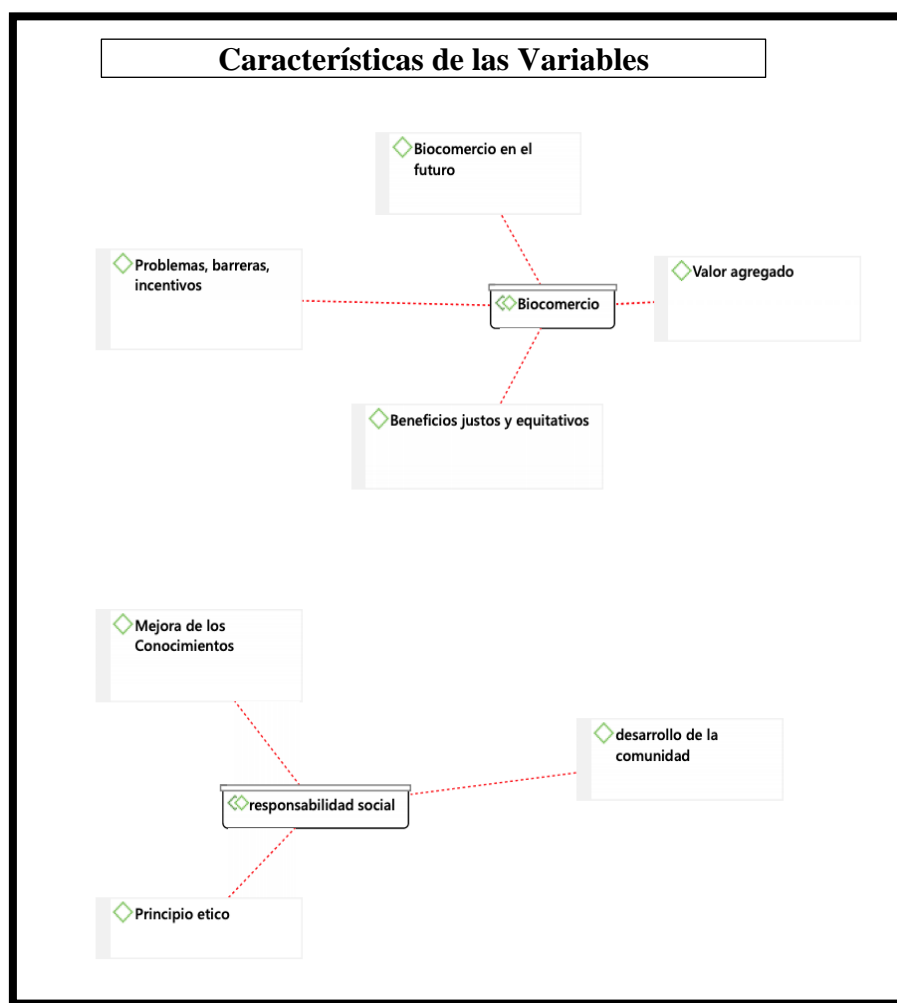 Característícas de las Variables
Biocomercio en el
futuro
Problemas, barreras,
incentivos
Valor agregado
Biocomercio
Beneficios justos y equitativos
Mejora de los
Conocimientos
desarrollo de la
comunidad
responsabilidad social
Principio etico